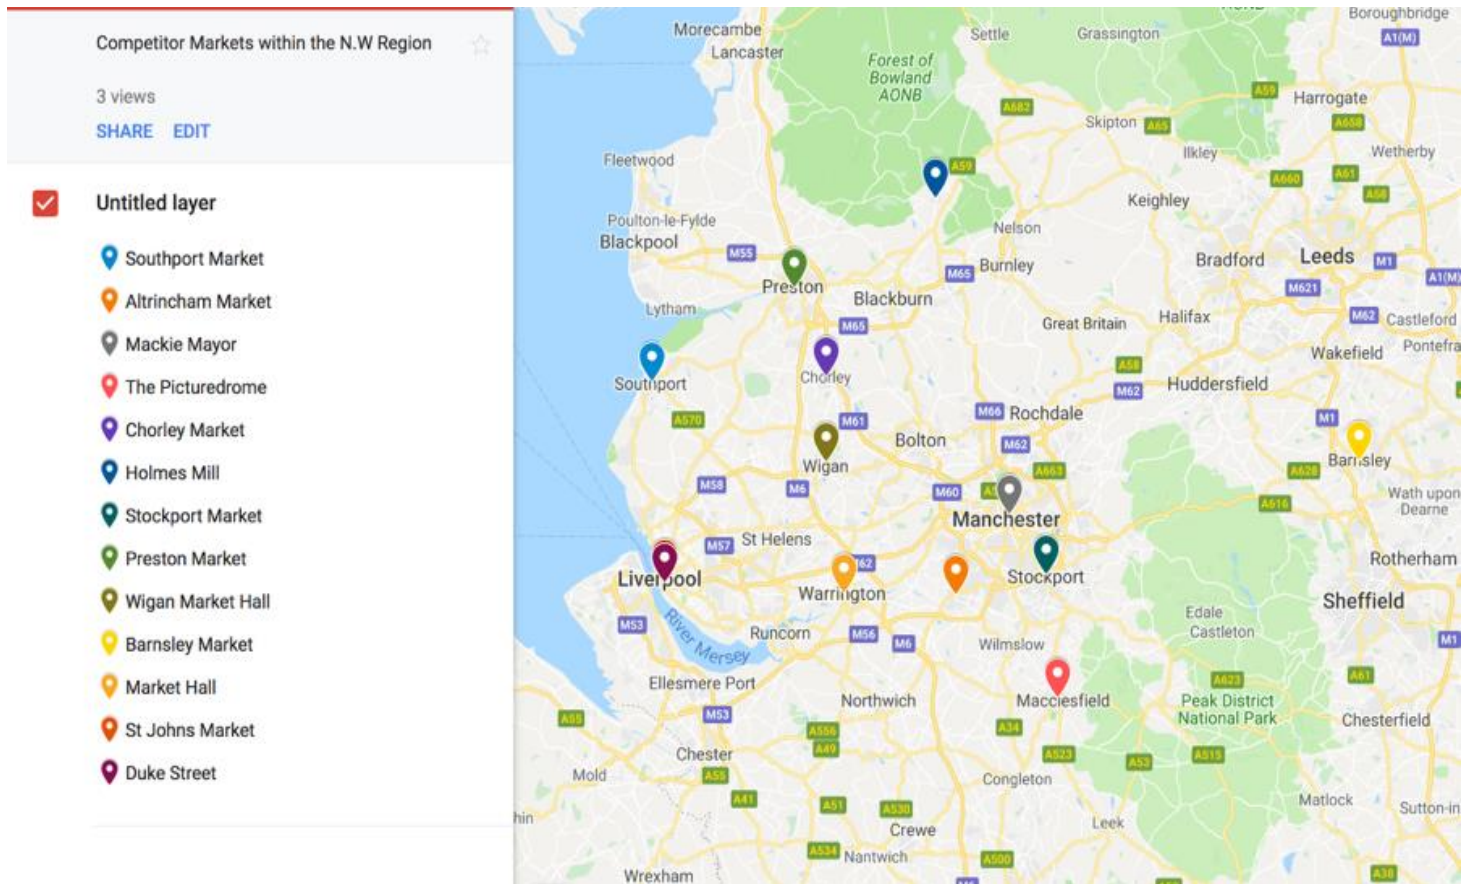 Competitor Markets within the N.W Region
3 views
SHARE EDIT
Untitled layer
Southport Market
Altrincham Market
Mackie Mayor
The Picturedrome
Chorley Market
Holmes Mill
Stockport Market
Preston Market
Wigan Market Hall
Barnsley Market
Market Hall
St Johns Market
Duke Street
Boroughbridge
Morecambe
Settle
Grassington
A1(M)
Lancaster
Forest of
Bowland
AONB
A59
Harrogate
A682
Skipton
A65
A658
Fleetwood
A59
Ilkley
Wetherby
A660
A61
A58
Keighley
Poulton-le-Fylde
Nelson
Blackpool
M55
Bradford
Leeds
M1
Burnley
M65
A1(M)
Preston
M621
Blackburn
Lytham
Great Britain
Halifax
M62
Castleford
M65
Wakefield
Pontefra
A58
Chorley
Southport
M62
Huddersfield
M66
Rochdale
M1
A570
M61
Bolton
M62
Wigan
Barnsley
A663
A628
M58
M6
M60
Wath upon
Dearne
A616
Manchester
St Helens
M57
Rotherham
Liverpool
Stockport
Warrington
Sheffield
Edale
M53
River Mersey
Runcorn
M56
M6
Wilmslow
Castleton
M1
Ellesmere Port
A623
A61
Northwich
Macclesfield
Peak District
National Park
M53
A55
A556
A34
Chesterfield
A49
Chester
A523
A53
A515
Mold
A55
Congleton
A41
A51
A530
Matlock
Sutton-in
hin
Crewe
Leek
A534
Nantwich
A500
Wrexham
A38